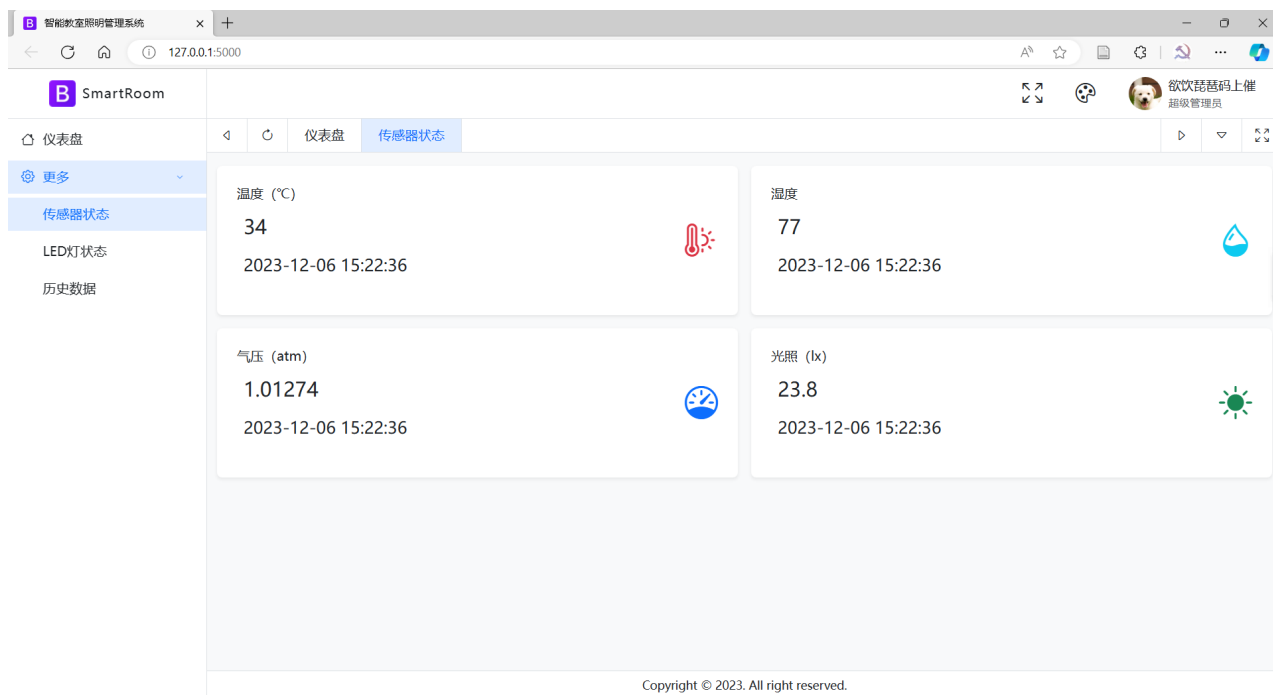 智能教室照明管理系统
127.0.0.1:5000
SmartRoom
欲饮琵琶码上催
超级管理员
仪表盘
仪表盘
传感器状态
更多
传感器状态
LED灯状态
历史数据
温度（℃）
34
2023-12-06 15:22:36
湿度
77
2023-12-06 15:22:36
气压（atm）
1.01274
2023-12-06 15:22:36
光照（lx）
23.8
2023-12-06 15:22:36
Copyright © 2023. All right reserved.